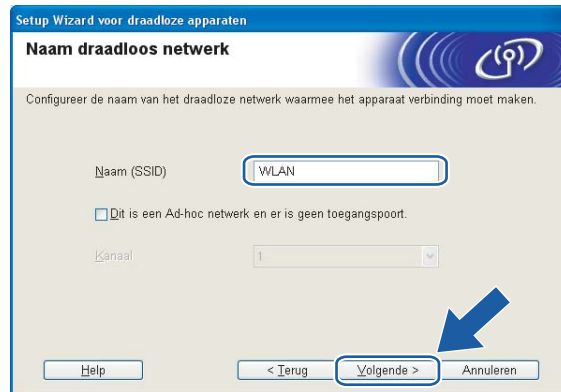 Setup Wizard voor draadloze apparaten
Naam draadloos netwerk
Configureer de naam van het draadloze netwerk waarmee het apparaat verbinding moet maken.
Naam (SSID) WLAN
Dit is een Ad-hoc netwerk en er is geen toegangspoort.
Kanaal 1
Help < Terug Volgende > Annuleren